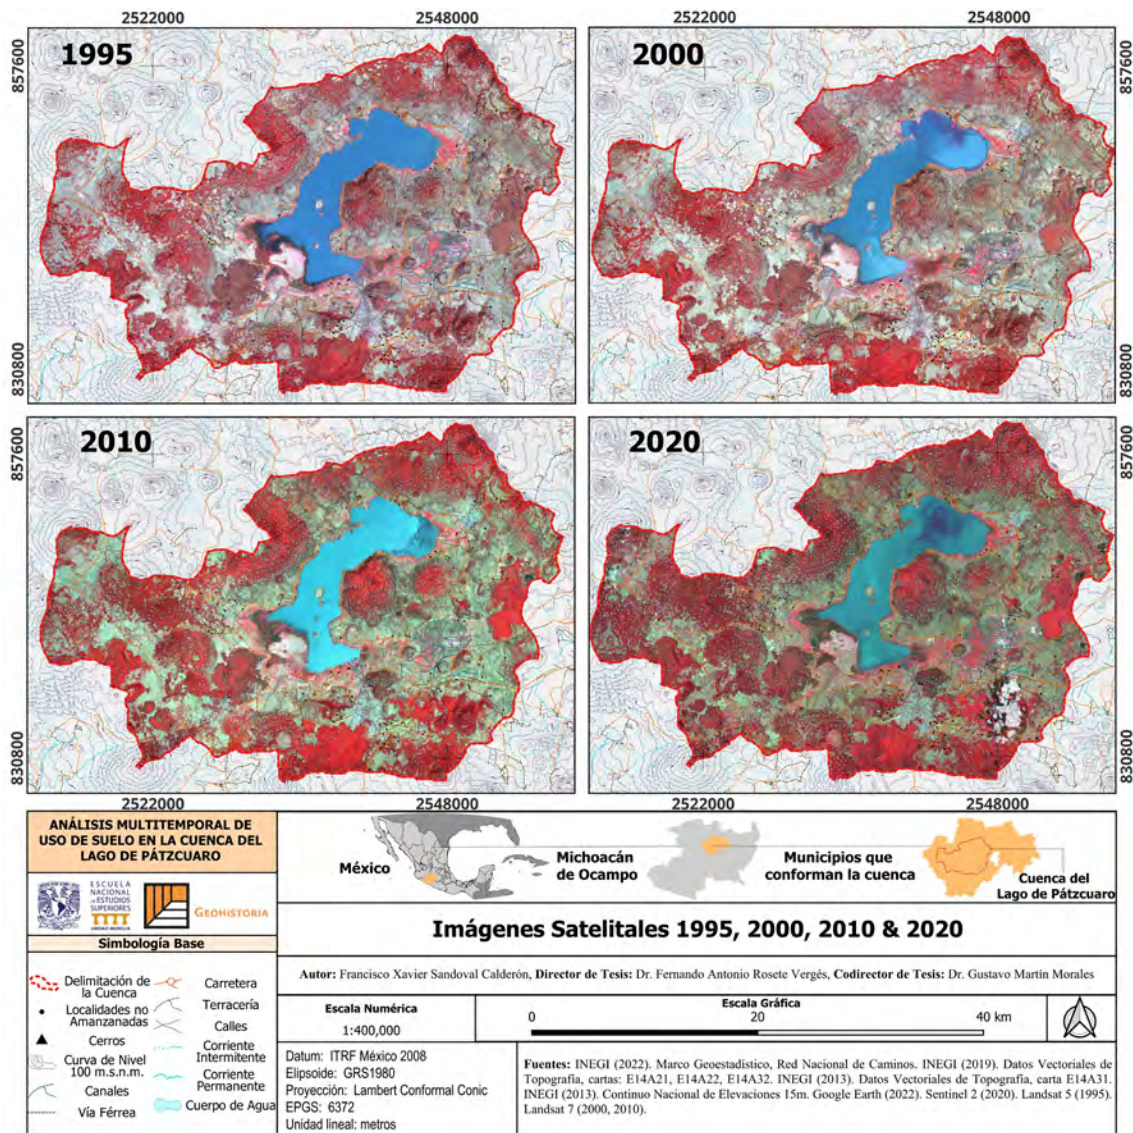 2522000
2548000
2522000
2548000
857600
1995
2000
857600
830800
830800
857600
2010
2020
857600
830800
830800
2522000
2548000
2522000
2548000
ANÁLISIS MULTITEMPORAL DE
USO DE SUELO EN LA CUENCA DEL
LAGO DE PÁTZCUARO
ESCUELA
NACIONAL
DE ESTUDIOS
SUPERIORES
UNIDAD MORELIA
GEOHISTORIA
Simbología Base
Delimitación de
la Cuenca
Localidades no
Amanzanadas
Cerros
Curva de Nivel
100 m.s.n.m.
Canales
Vía Férrea
Carretera
Terracería
Calles
Corriente
Intermitente
Corriente
Permanente
Cuerpo de Agua
México
Michoacán
de Ocampo
Municipios que
conforman la cuenca
Cuenca del
Lago de Pátzcuaro
Imágenes Satelitales 1995, 2000, 2010 & 2020
Autor: Francisco Xavier Sandoval Calderón, Director de Tesis: Dr. Fernando Antonio Rosete Vergés, Codirector de Tesis: Dr. Gustavo Martin Morales
Escala Numérica
1:400,000
Escala Gráfica
0 20 40 km
Datum: ITRF México 2008
Elipsoide: GRS1980
Proyección: Lambert Conformal Conic
EPGS: 6372
Unidad lineal: metros
Fuentes: INEGI (2022). Marco Geoestadístico, Red Nacional de Caminos. INEGI (2019). Datos Vectoriales de
Topografía, cartas: E14A21, E14A22, E14A32. INEGI (2013). Datos Vectoriales de Topografía, carta E14A31.
INEGI (2013). Continuo Nacional de Elevaciones 15m. Google Earth (2022). Sentinel 2 (2020). Landsat 5 (1995).
Landsat 7 (2000, 2010).